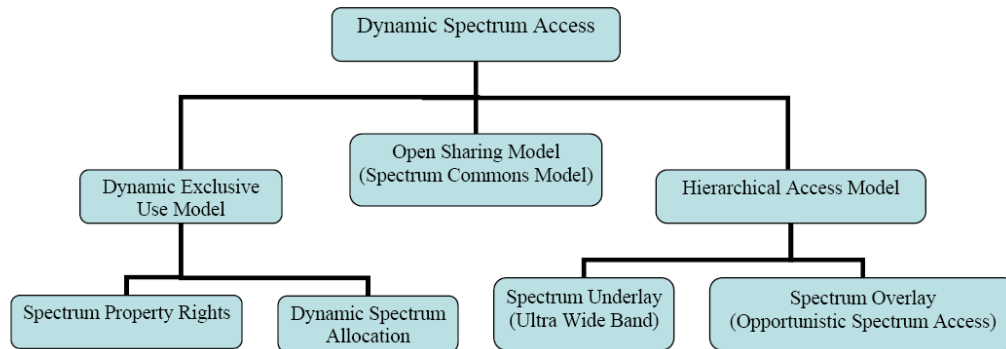 Dynamic Spectrum Access
Open Sharing Model
(Spectrum Commons Model)
Dynamic Exclusive
Use Model
Hierarchical Access Model
Spectrum Property Rights
Dynamic Spectrum
Allocation
Spectrum Underlay
(Ultra Wide Band)
Spectrum Overlay
(Opportunistic Spectrum Access)